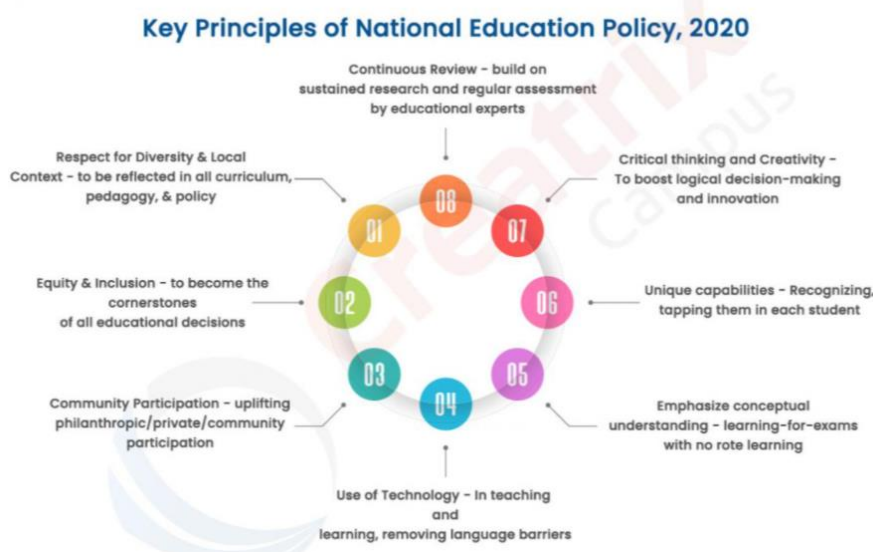 Key Principles of National Education Policy, 2020
Continuous Review - build on
sustained research and regular assessment
by educational experts
Respect for Diversity & Local
Context - to be reflected in all curriculum,
pedagogy, & policy
Critical thinking and Creativity -
To boost logical decision-making
and innovation
08
01
07
Equity & Inclusion - to become the
cornerstones
of all educational decisions
02
06
Unique capabilities - Recognizing,
tapping them in each student
03
05
04
Community Participation - uplifting
philanthropic/private/community
participation
Emphasize conceptual
understanding - learning-for-exams
with no rote learning
Use of Technology - In teaching
and
learning, removing language barriers
Creatrix
Campus